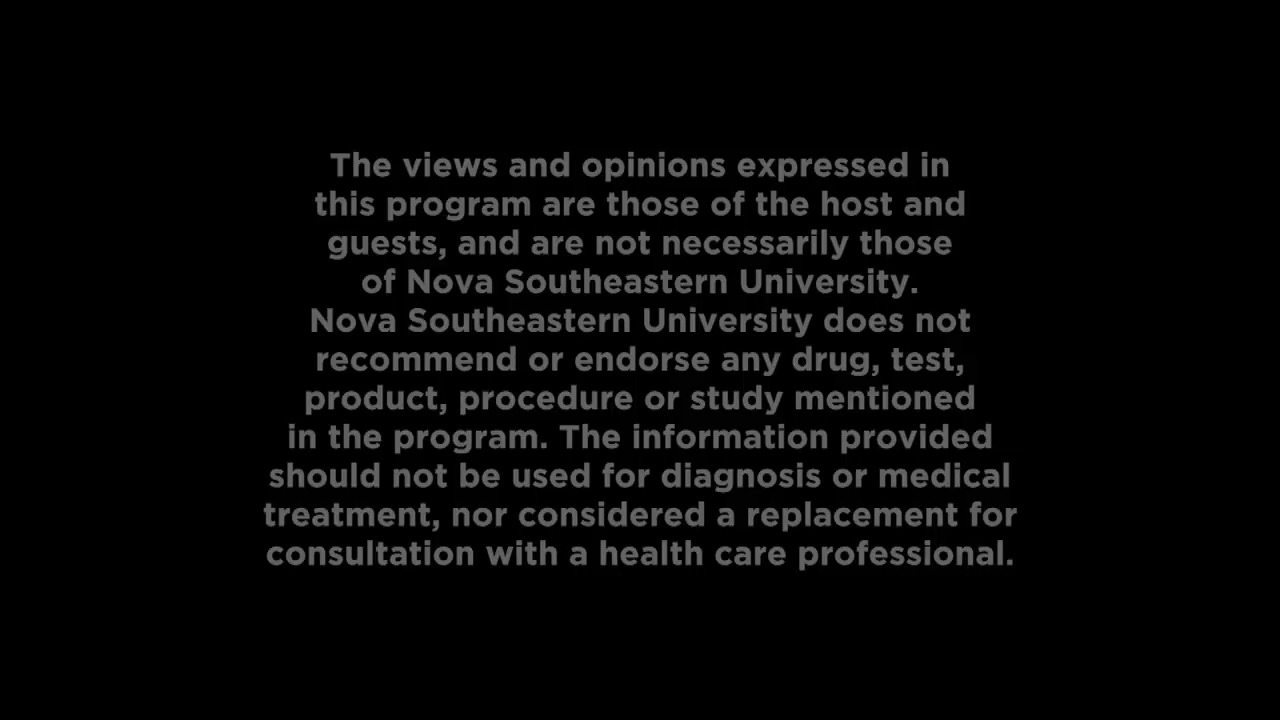 The views and opinions expressed in
this program are those of the host and
guests, and are not necessarily those
of Nova Southeastern University.
Nova Southeastern University does not
recommend or endorse any drug, test,
product, procedure or study mentioned
in the program. The information provided
should not be used for diagnosis or medical
treatment, nor considered a replacement for
consultation with a health care professional.